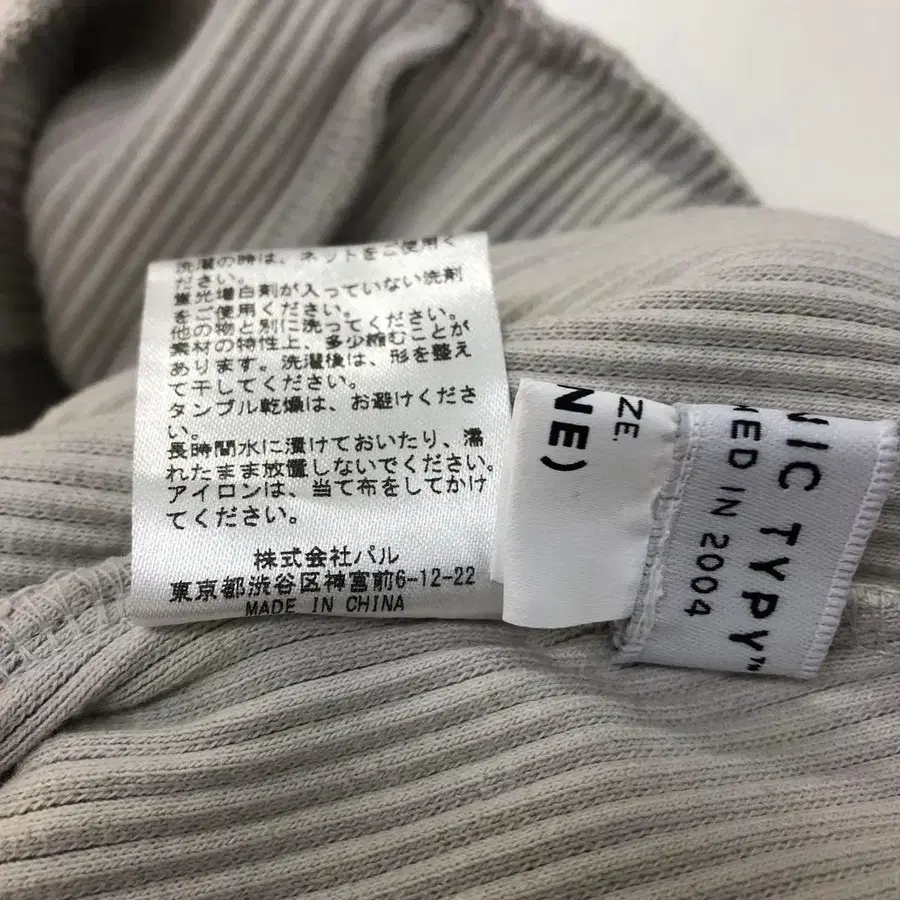 洗濯の時は、ネットをご使用く
ださい。
蛍光増白剤が入っていない洗剤
をご使用ください。
他の物と別に洗ってください。
素材の特性上、多少縮むことが
あります。洗濯後は、形を整え
て干してください。
タンブル乾燥は、お避けくださ
い。
長時間水に漬けておいたり、濡
れたまま放置しないでください。
アイロンは、当て布をしてかけ
てください。
株式会社パル
東京都渋谷区神宮前6-12-22
MADE IN CHINA
ZE.
NE)
NIC TYPY™
MED IN 2004